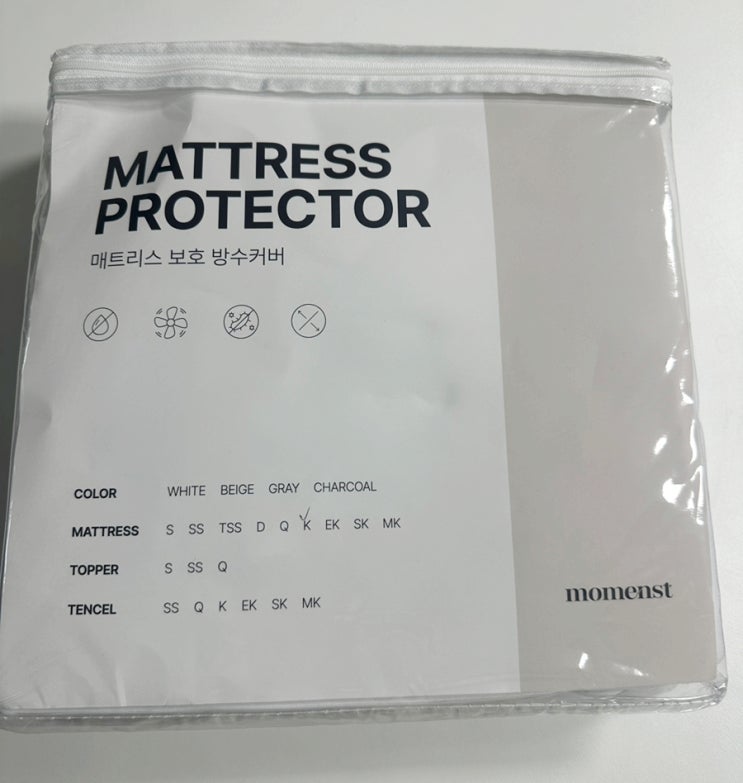 MATTRESS
PROTECTOR
매트리스 보호 방수커버
COLOR WHITE BEIGE GRAY CHARCOAL
MATTRESS S SS TSS D Q K EK SK MK
TOPPER S SS Q
TENCEL SS Q K EK SK MK
momenst